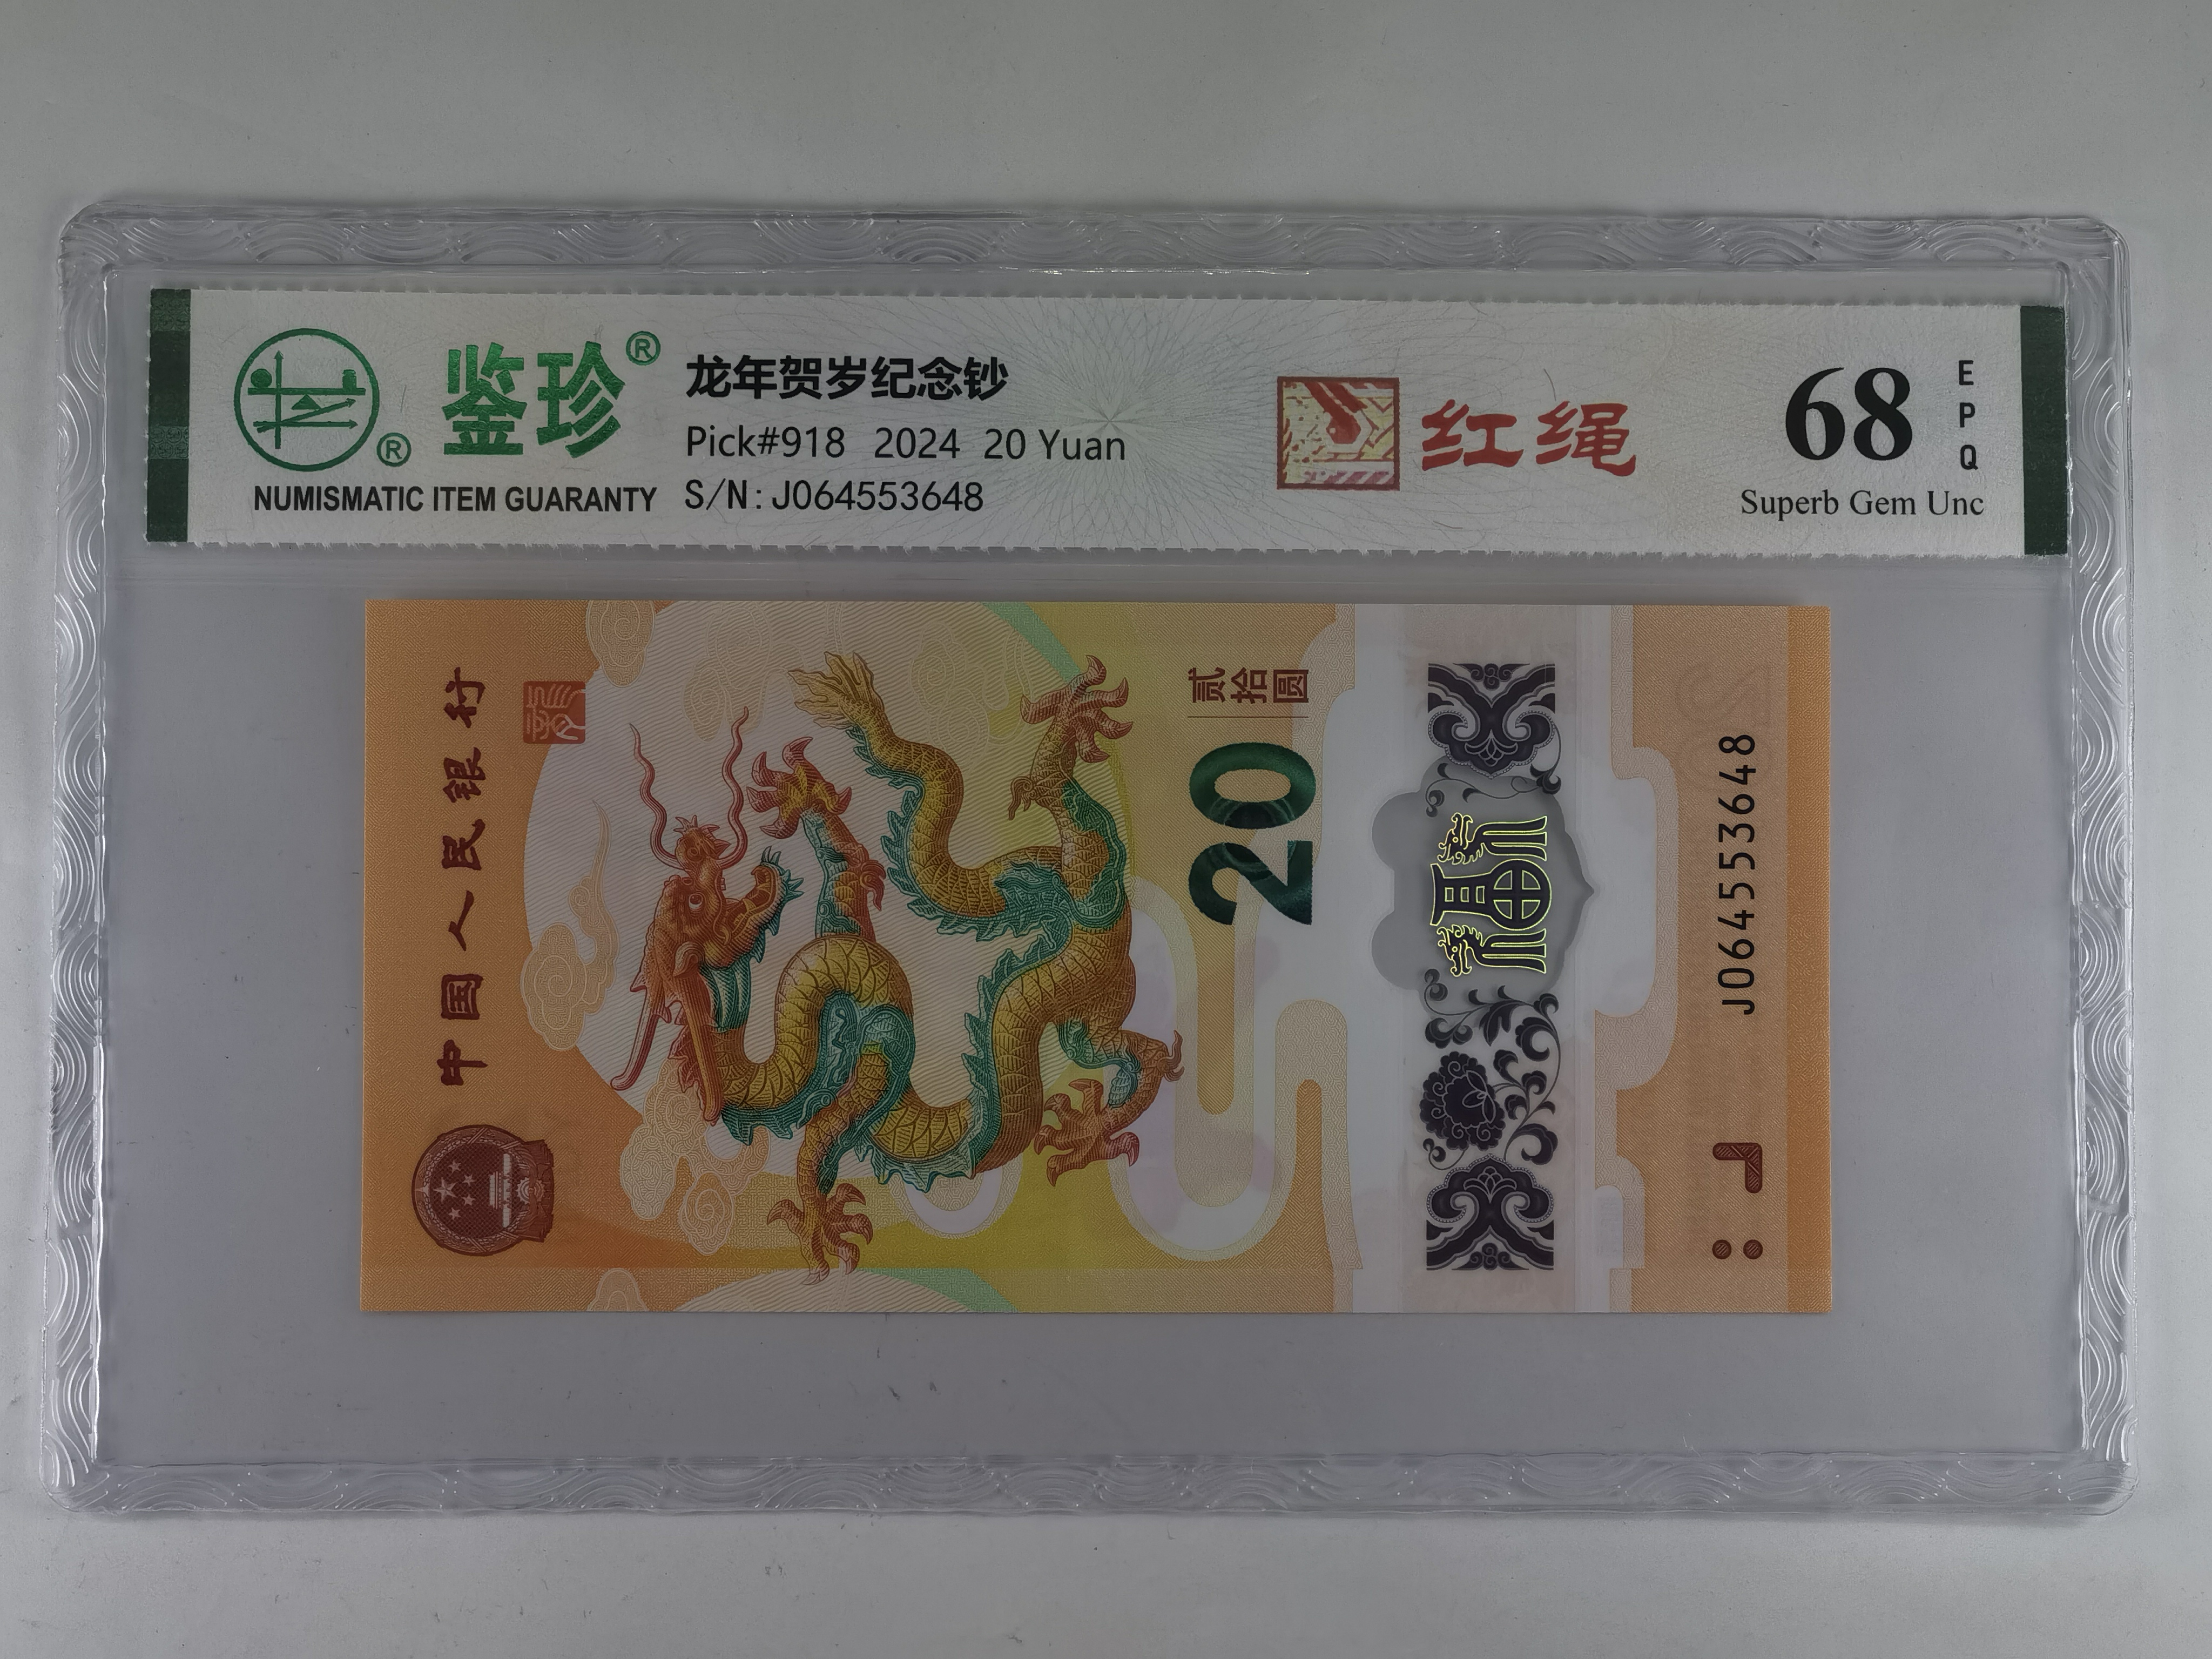 鉴珍®
®
NUMISMATIC ITEM GUARANTY
龙年贺岁纪念钞
Pick#918 2024 20 Yuan
S/N: J064553648
红绳
68
EPQ
Superb Gem Unc
中国人民银行
贰拾圆
20
J064553648